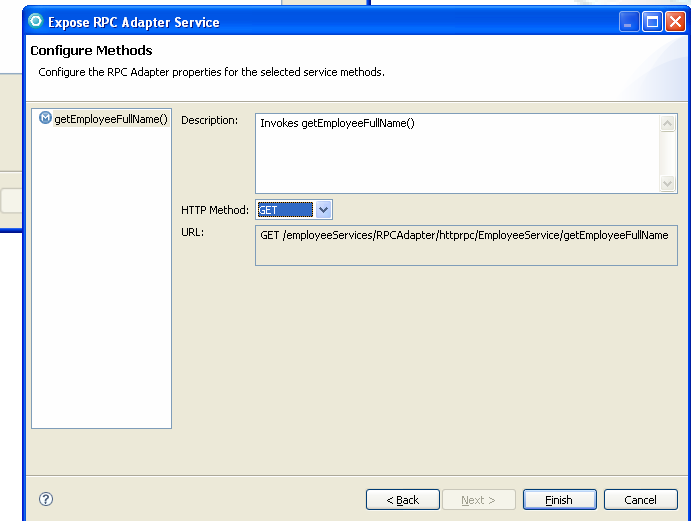 Expose RPC Adapter Service
Configure Methods
Configure the RPC Adapter properties for the selected service methods.
M getEmployeeFullName()
Description:
Invokes getEmployeeFullName()
HTTP Method:
GET
URL:
GET /employeeServices/RPCAdapter/httprpc/EmployeeService/getEmployeeFullName
?
< Back
Next >
Finish
Cancel